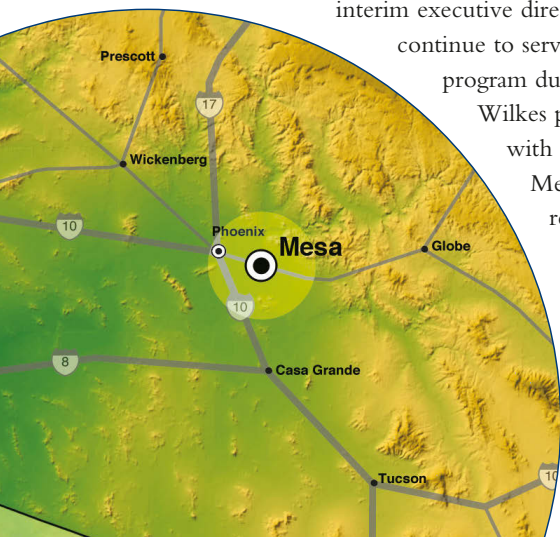 interim executive dire
continue to serv
program du
Wilkes p
with
Me
re
Prescott
17
Wickenberg
10
Phoenix
Mesa
Globe
10
8
Casa Grande
Tucson
10